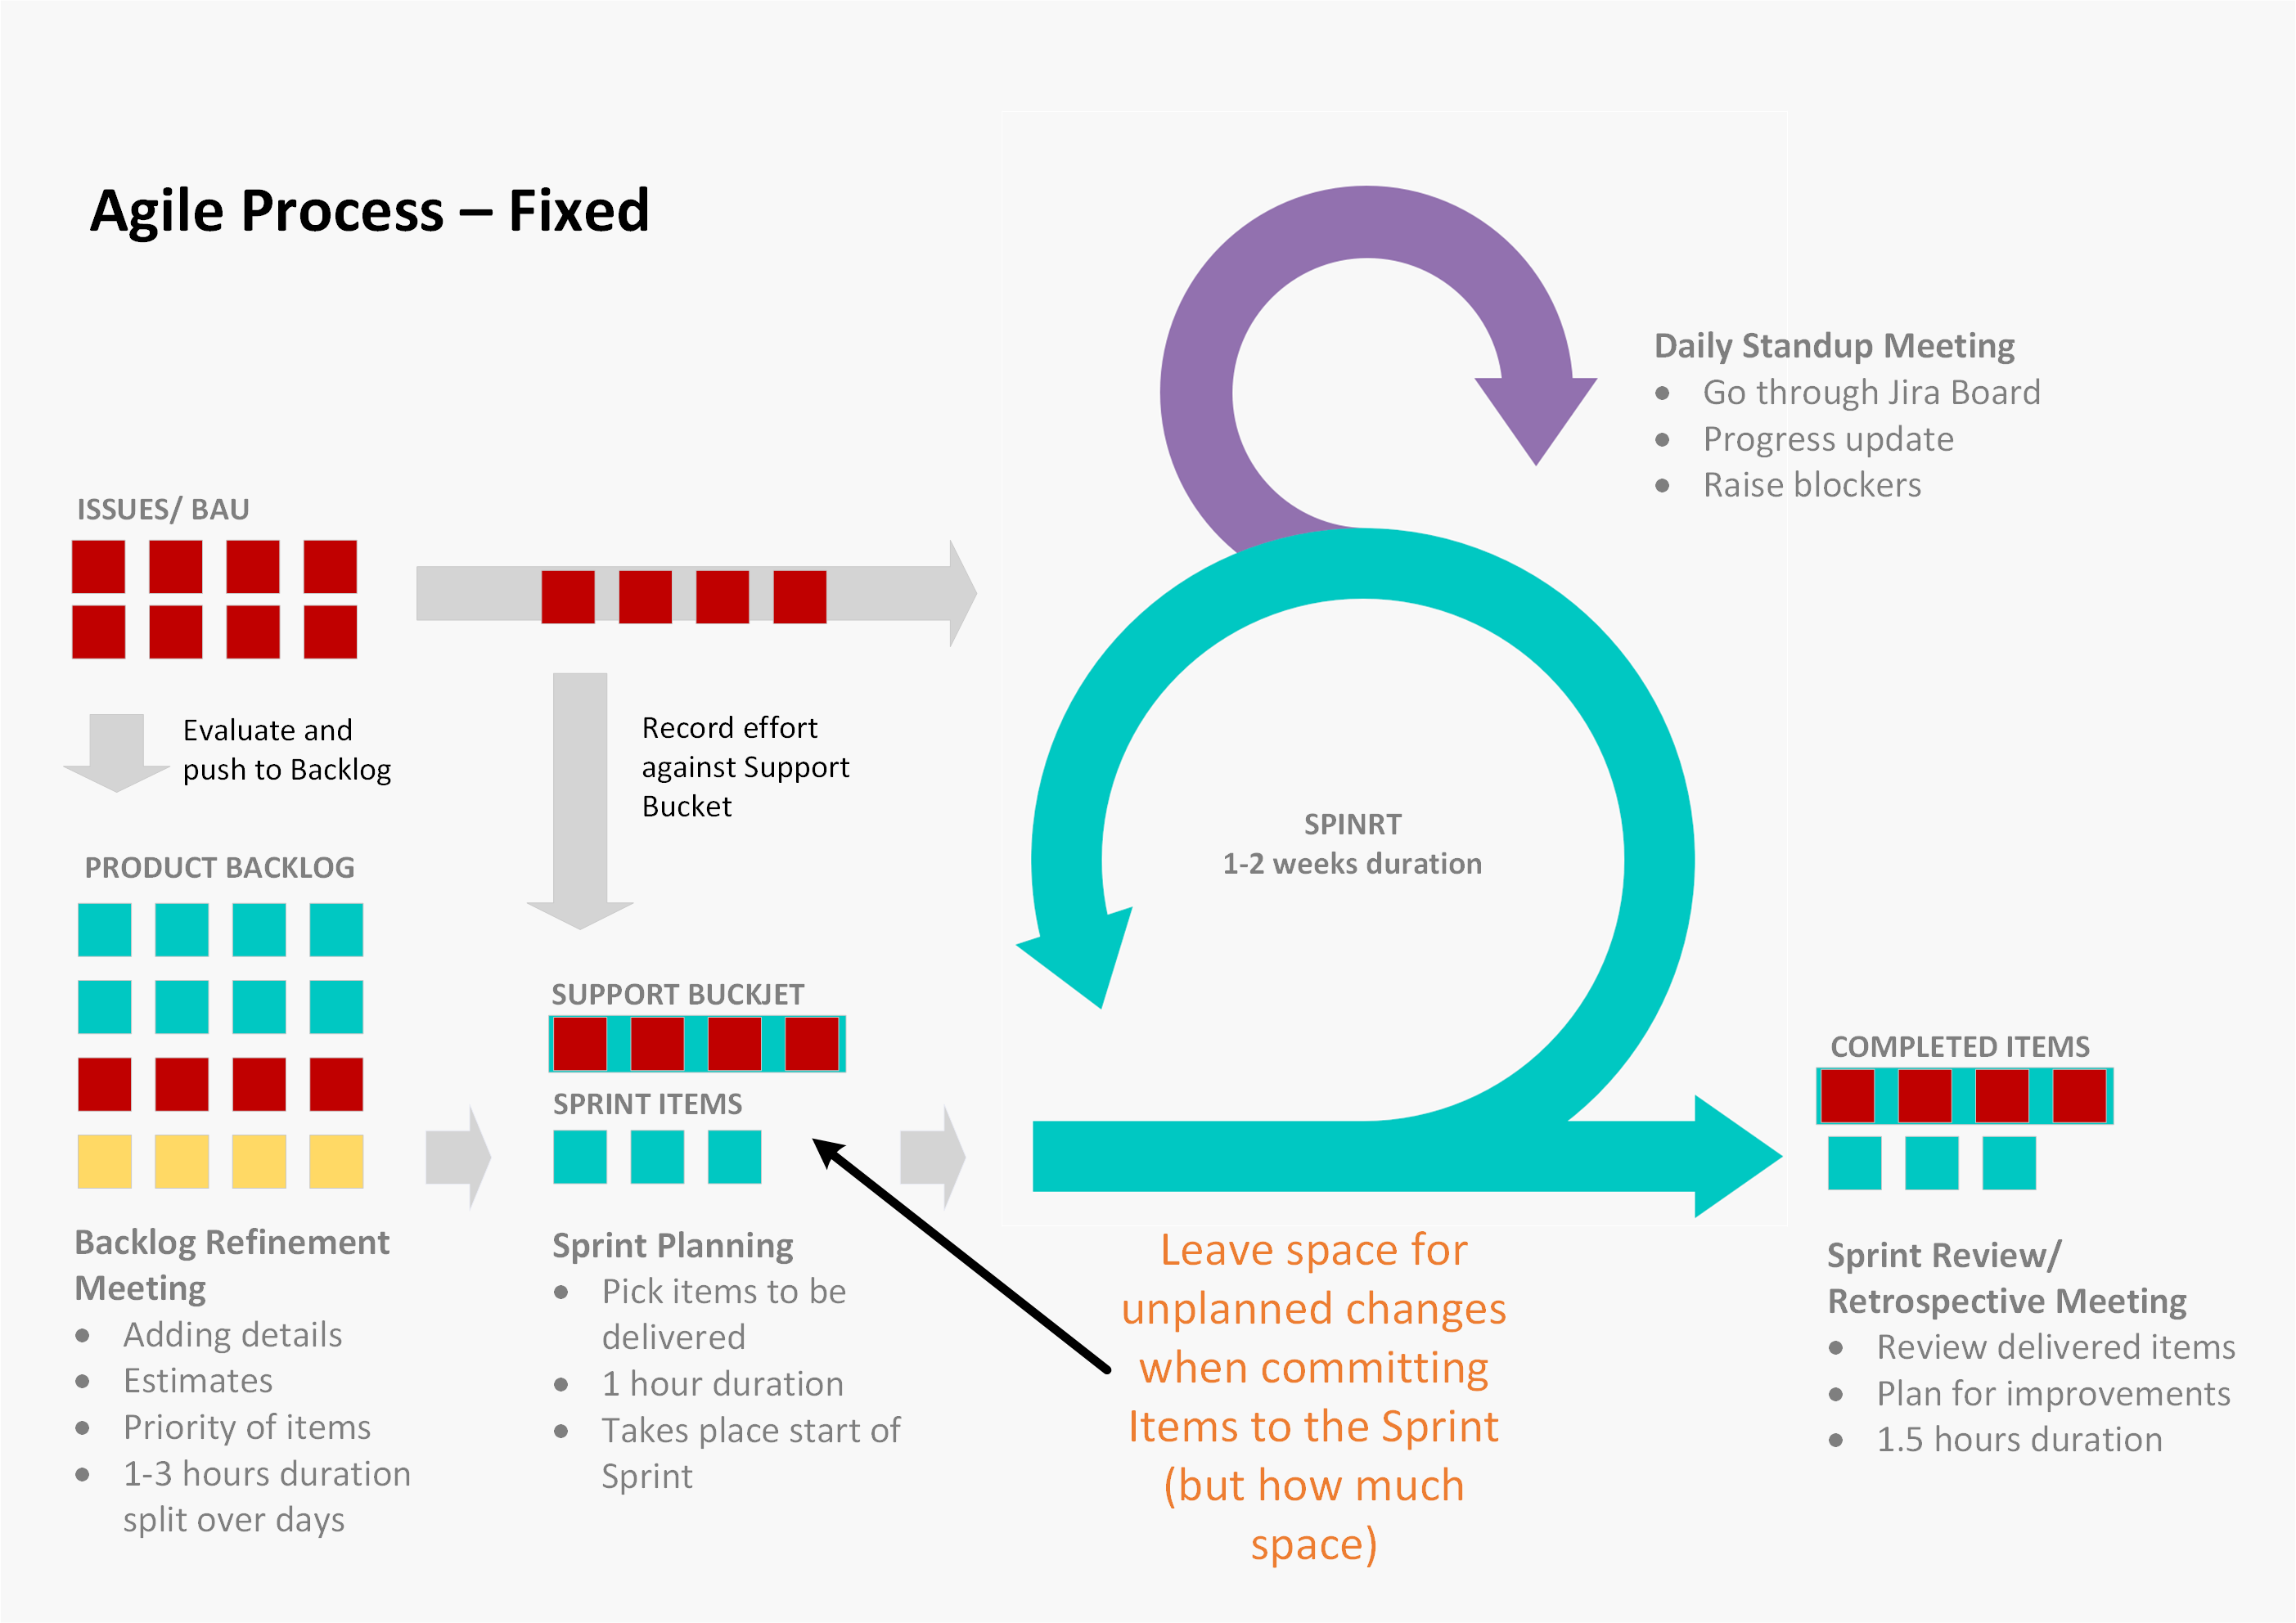 Agile Process – Fixed
Daily Standup Meeting
● Go through Jira Board
● Progress update
● Raise blockers
ISSUES/ BAU
Evaluate and
push to Backlog
Record effort
against Support
Bucket
SPINRT
1-2 weeks duration
PRODUCT BACKLOG
SUPPORT BUCKJET
SPRINT ITEMS
COMPLETED ITEMS
Backlog Refinement
Meeting
● Adding details
● Estimates
● Priority of items
● 1-3 hours duration
split over days
Sprint Planning
● Pick items to be
delivered
● 1 hour duration
● Takes place start of
Sprint
Leave space for
unplanned changes
when committing
Items to the Sprint
(but how much
space)
Sprint Review/
Retrospective Meeting
● Review delivered items
● Plan for improvements
● 1.5 hours duration